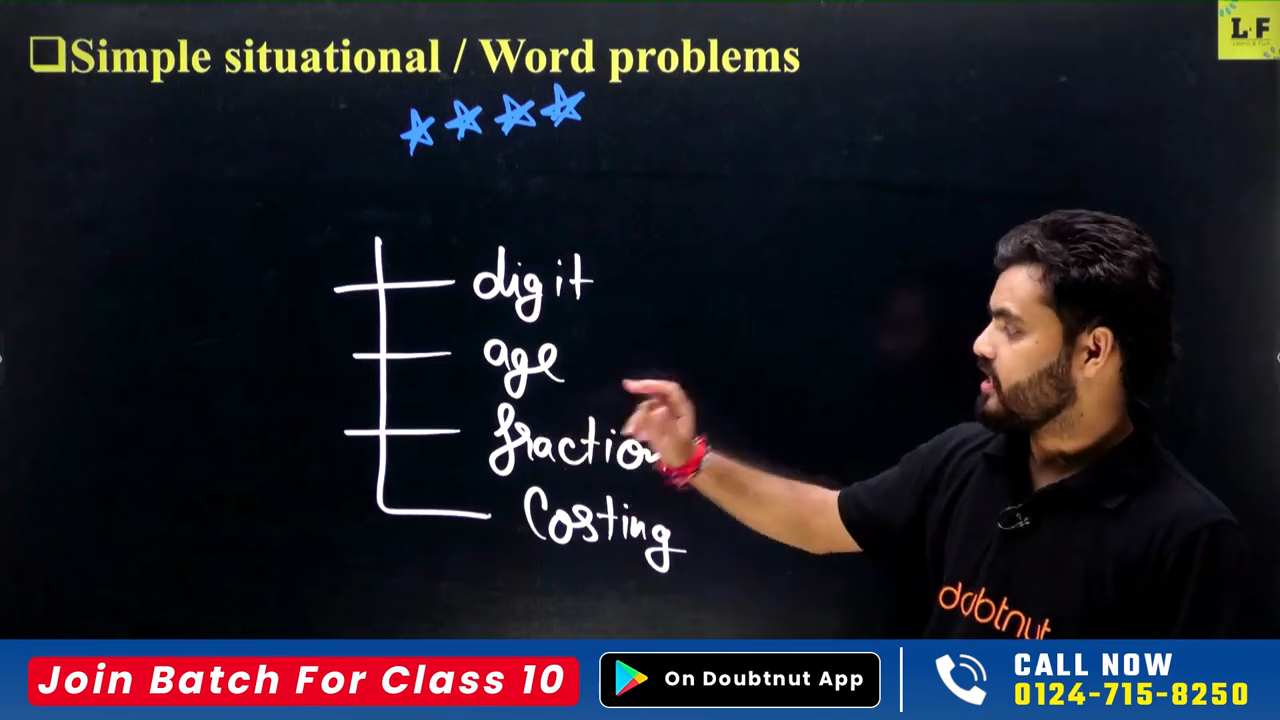 ❑Simple situational / Word problems
L·F
digit
age
fraction
Costing
doubtnut
Join Batch For Class 10
On Doubtnut App
CALL NOW
0124-715-8250